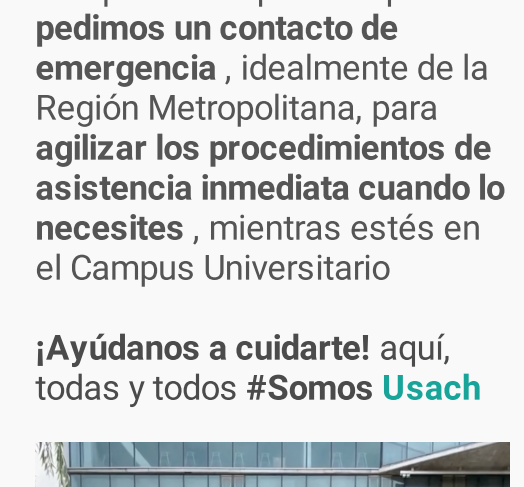 pedimos un contacto de
emergencia , idealmente de la
Región Metropolitana, para
agilizar los procedimientos de
asistencia inmediata cuando lo
necesites , mientras estés en
el Campus Universitario
¡Ayúdanos a cuidarte! aquí,
todas y todos #Somos Usach